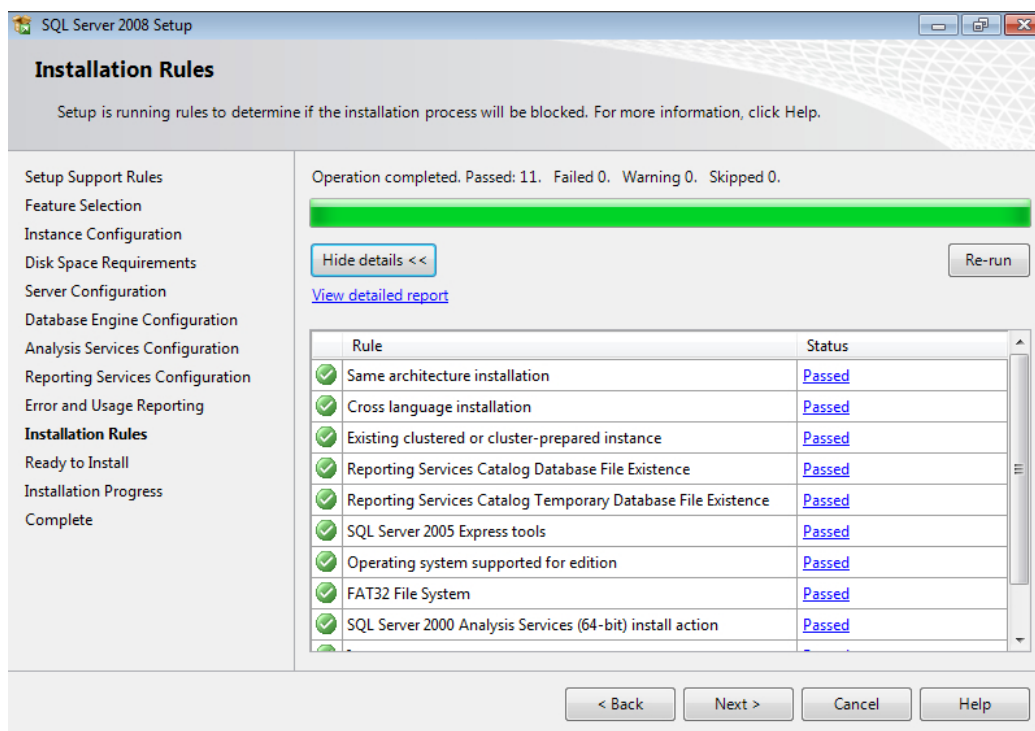 SQL Server 2008 Setup
Installation Rules
Setup is running rules to determine if the installation process will be blocked. For more information, click Help.
Setup Support Rules
Feature Selection
Instance Configuration
Disk Space Requirements
Server Configuration
Database Engine Configuration
Analysis Services Configuration
Reporting Services Configuration
Error and Usage Reporting
Installation Rules
Ready to Install
Installation Progress
Complete
Operation completed. Passed: 11. Failed 0. Warning 0. Skipped 0.
Hide details <<
Re-run
View detailed report
Rule Status
Same architecture installation Passed
Cross language installation Passed
Existing clustered or cluster-prepared instance Passed
Reporting Services Catalog Database File Existence Passed
Reporting Services Catalog Temporary Database File Existence Passed
SQL Server 2005 Express tools Passed
Operating system supported for edition Passed
FAT32 File System Passed
SQL Server 2000 Analysis Services (64-bit) install action Passed
< Back Next > Cancel Help